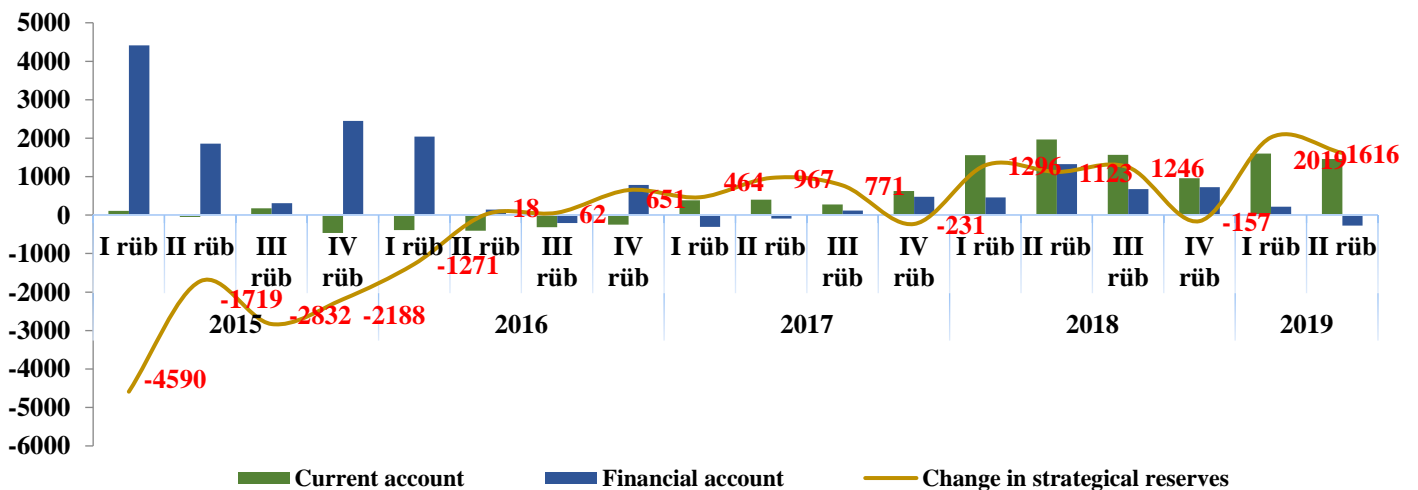 5000
4000
3000
2000
1000
0
-1000
-2000
-3000
-4000
-5000
-6000
-4590
-1719
-2832
-2188
-1271
18
62
651
464
967
771
-231
1296
1123
1246
-157
2019
1616
I rüb
II rüb
III
rüb
IV
rüb
I rüb
II rüb
III
rüb
IV
rüb
I rüb
II rüb
III
rüb
IV
rüb
I rüb
II rüb
III
rüb
IV
rüb
I rüb
II rüb
2015
2016
2017
2018
2019
Current account
Financial account
Change in strategical reserves